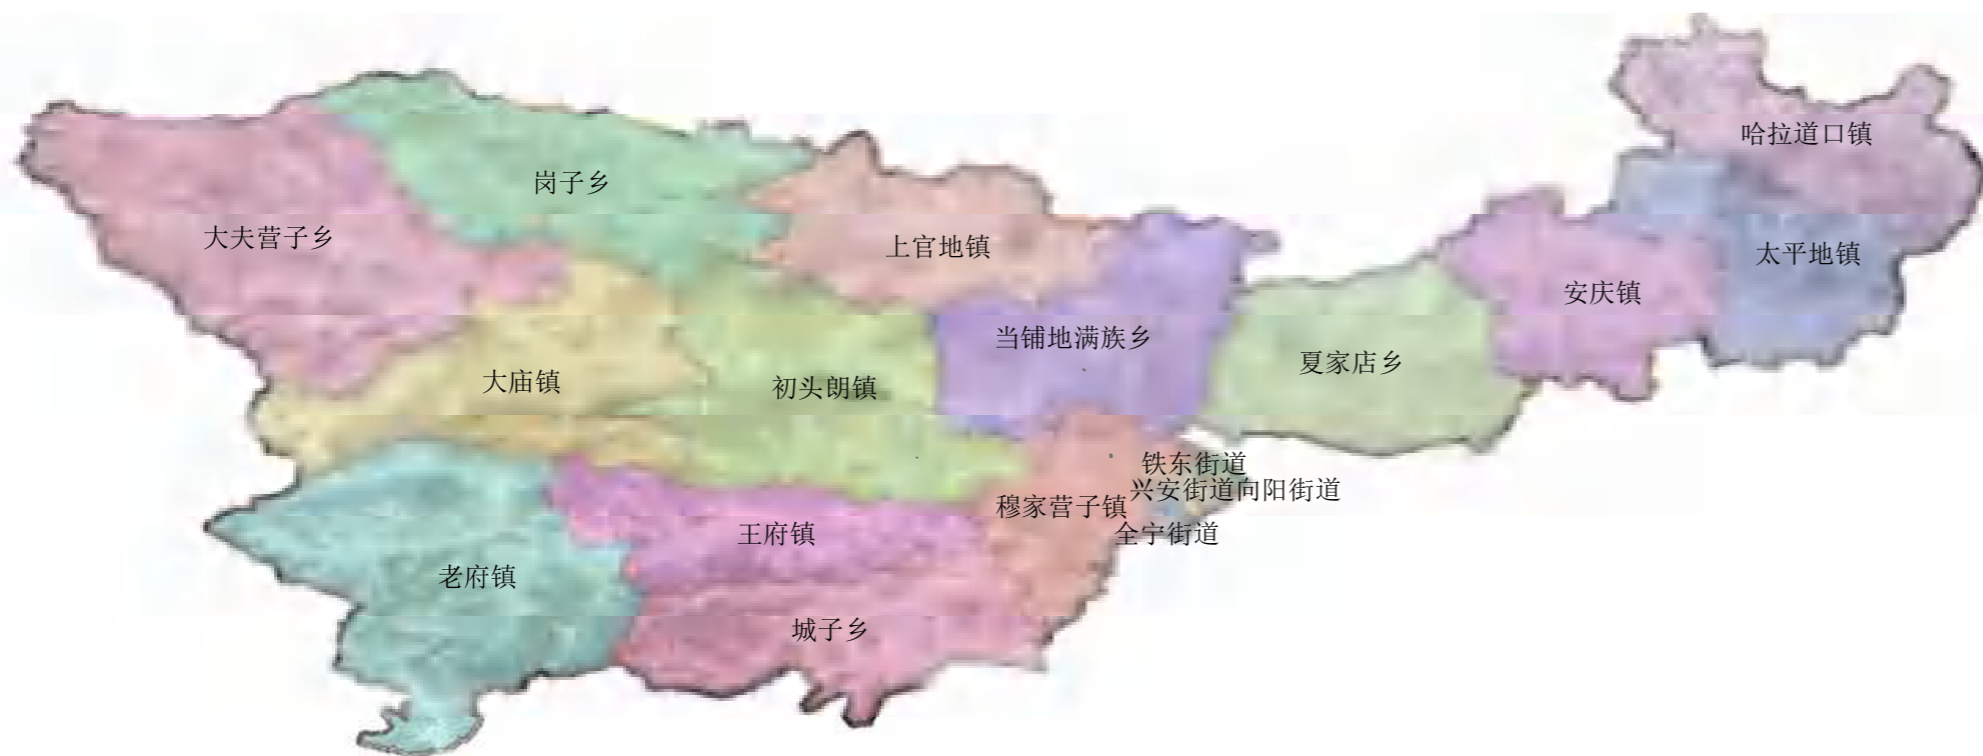 哈拉道口镇
岗子乡
大夫营子乡
上官地镇
太平地镇
安庆镇
当铺地满族乡
夏家店乡
大庙镇
初头朗镇
铁东街道
兴安街道向阳街道
穆家营子镇
全宁街道
王府镇
老府镇
城子乡